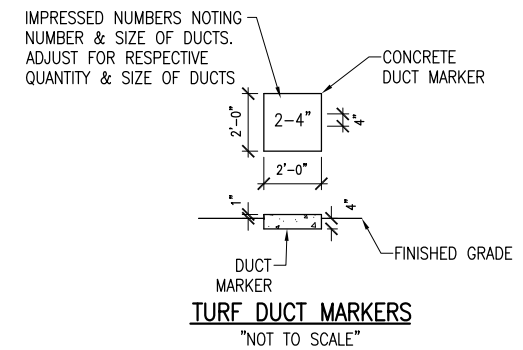 IMPRESSED NUMBERS NOTING
NUMBER & SIZE OF DUCTS.
ADJUST FOR RESPECTIVE
QUANTITY & SIZE OF DUCTS
CONCRETE
DUCT MARKER
2'-0"
2-4"
4"
2'-0"
1"
4"
FINISHED GRADE
DUCT
MARKER
TURF DUCT MARKERS
"NOT TO SCALE"